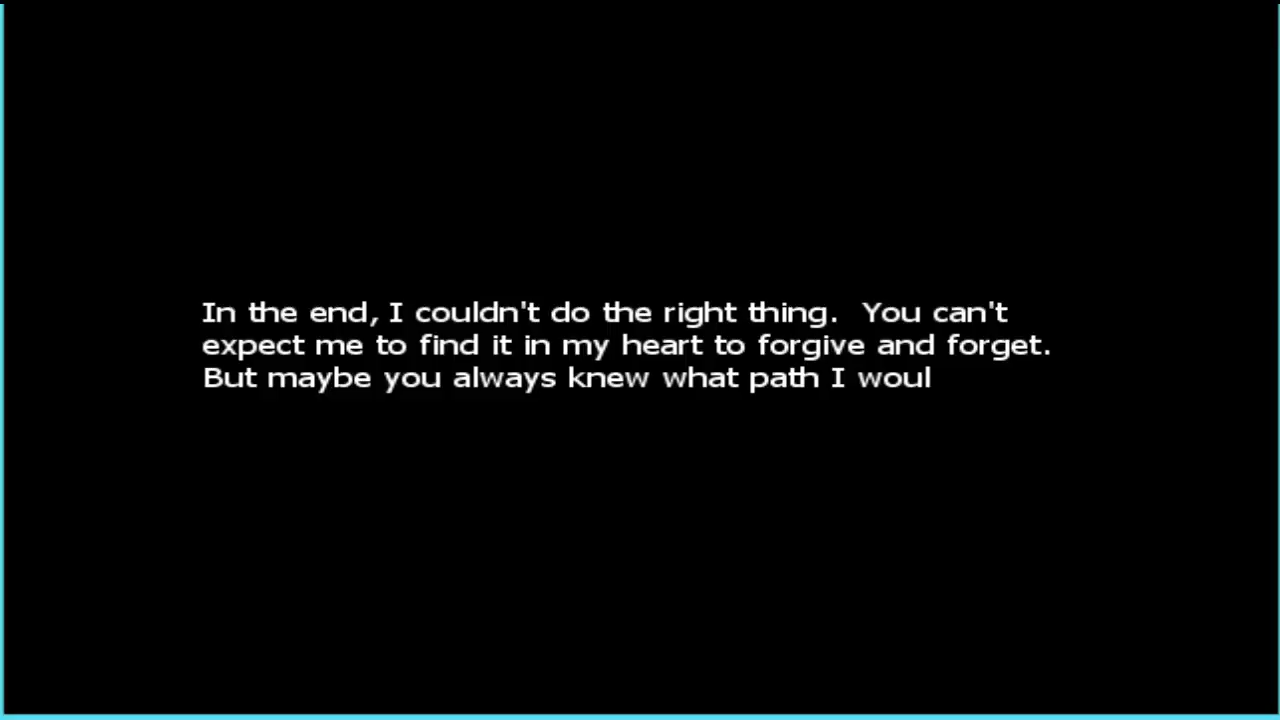 In the end, I couldn't do the right thing.  You can't
expect me to find it in my heart to forgive and forget.
But maybe you always knew what path I woul